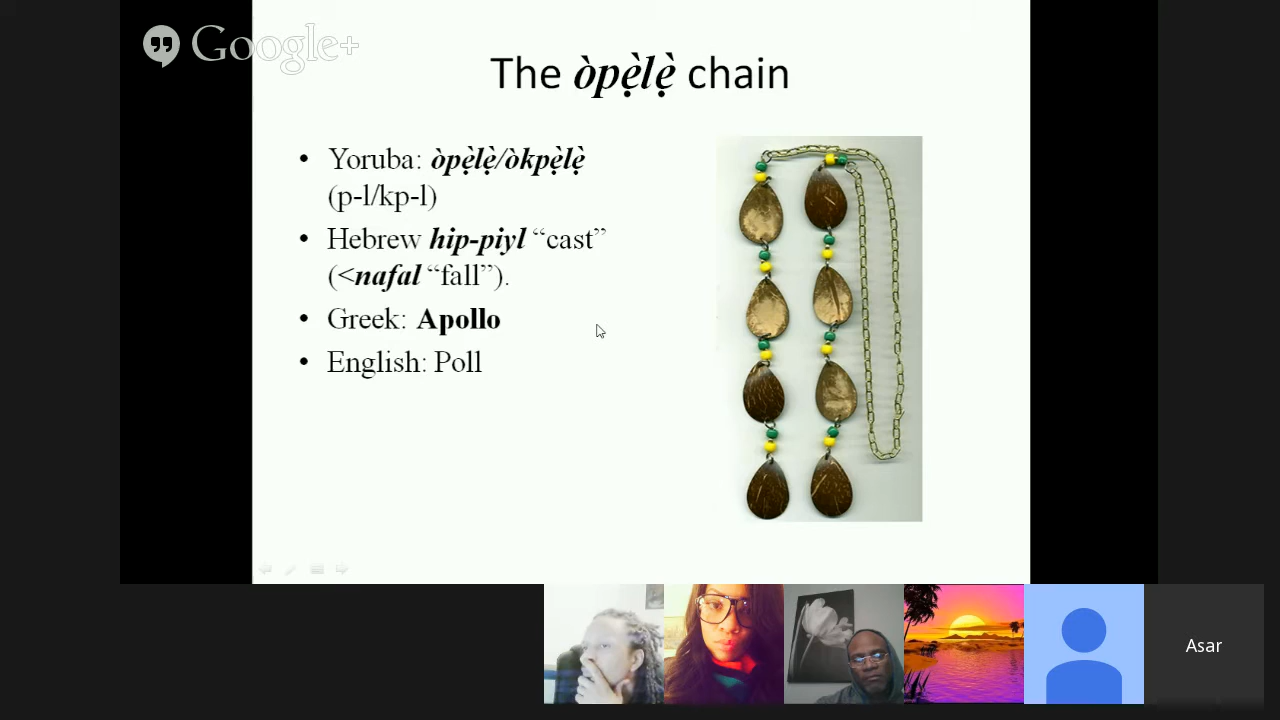 Google+
The òpẹ̀lẹ̀ chain
• Yoruba: òpẹ̀lẹ̀/òkpẹ̀lẹ̀
(p-l/kp-l)
• Hebrew hip-piyl “cast”
(<nafal “fall”).
• Greek: Apollo
• English: Poll
Asar